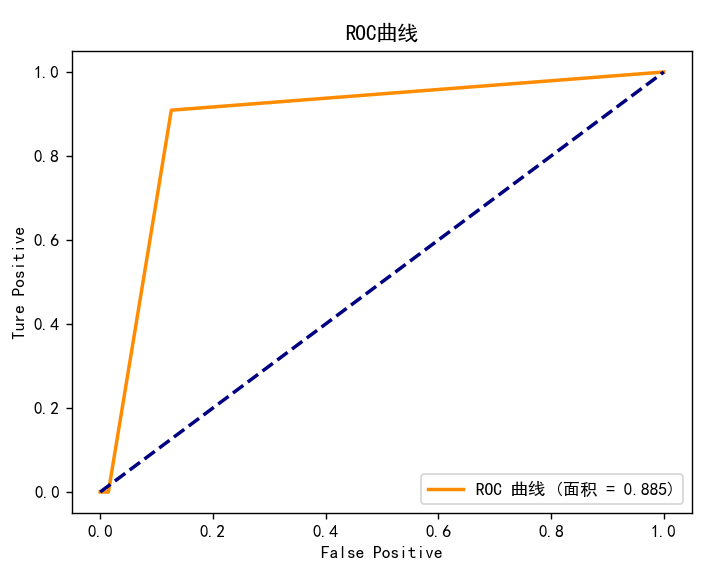 ROC曲线
1.0
0.8
0.6
0.4
0.2
0.0
Ture Positive
0.0 0.2 0.4 0.6 0.8 1.0
False Positive
ROC 曲线 (面积 = 0.885)